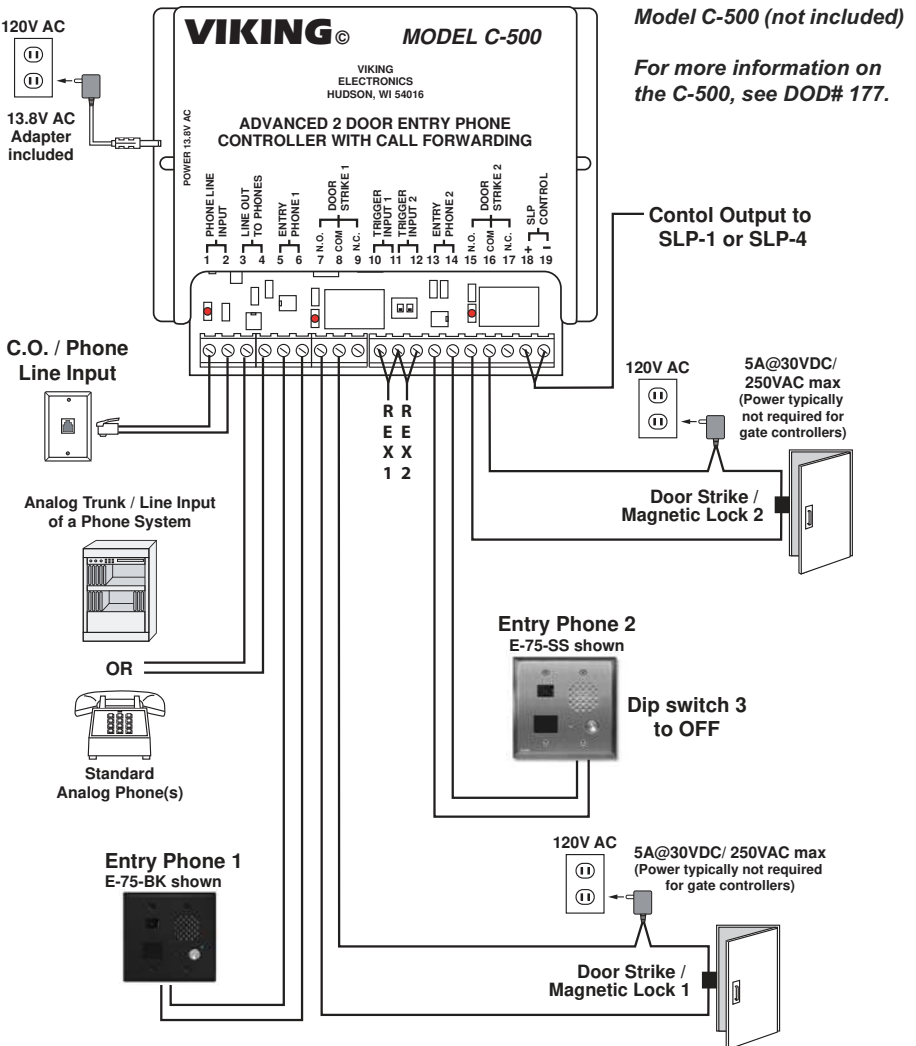 Model C-500 (not included)
For more information on
the C-500, see DOD# 177.
120V AC
13.8V AC
Adapter
included
VIKING©
MODEL C-500
VIKING
ELECTRONICS
HUDSON, WI 54016
ADVANCED 2 DOOR ENTRY PHONE
CONTROLLER WITH CALL FORWARDING
POWER 13.8V AC
PHONE LINE
INPUT
LINE OUT
TO PHONES
ENTRY
PHONE 1
DOOR
STRIKE 1
N.O.
COM
N.C.
TRIGGER
INPUT 1
TRIGGER
INPUT 2
ENTRY
PHONE 2
DOOR
STRIKE 2
N.O.
COM
N.C.
SLP
CONTROL
+
-
1 2 3 4 5 6 7 8 9 10 11 12 13 14 15 16 17 18 19
Contol Output to
SLP-1 or SLP-4
C.O. / Phone
Line Input
REX1
REX2
120V AC
5A@30VDC/
250VAC max
(Power typically
not required for
gate controllers)
Door Strike /
Magnetic Lock 2
Analog Trunk / Line Input
of a Phone System
OR
Standard
Analog Phone(s)
Entry Phone 2
E-75-SS shown
Dip switch 3
to OFF
Entry Phone 1
E-75-BK shown
120V AC
5A@30VDC/ 250VAC max
(Power typically not required
for gate controllers)
Door Strike /
Magnetic Lock 1